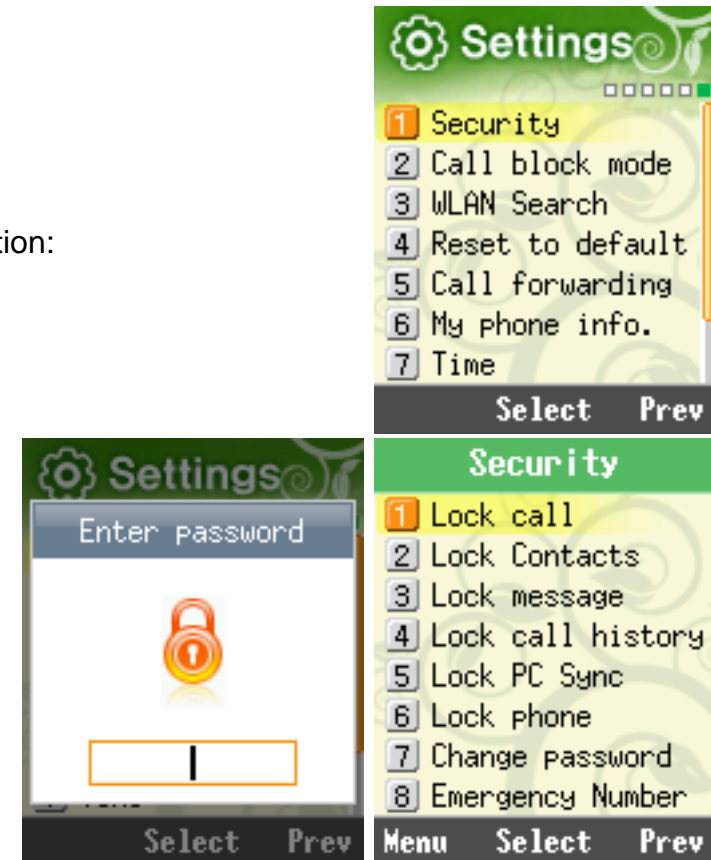 Settings
1 Security
2 Call block mode
3 WLAN Search
4 Reset to default
5 Call forwarding
6 My phone info.
7 Time
Select Prev
tion:
Settings
Enter password
Select Prev
Security
1 Lock call
2 Lock Contacts
3 Lock message
4 Lock call history
5 Lock PC Sync
6 Lock phone
7 Change password
8 Emergency Number
Menu Select Prev